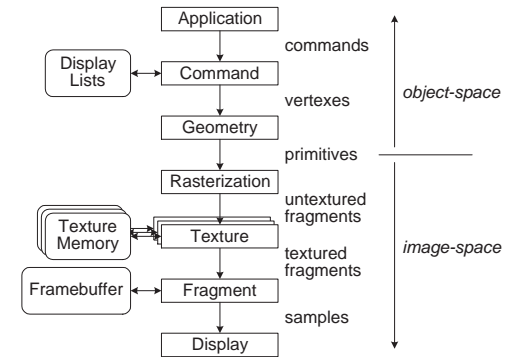 Application
commands
Display
Lists
Command
object-space
vertexes
Geometry
primitives
Rasterization
untextured
fragments
Texture
Memory
Texture
image-space
textured
fragments
Framebuffer
Fragment
samples
Display